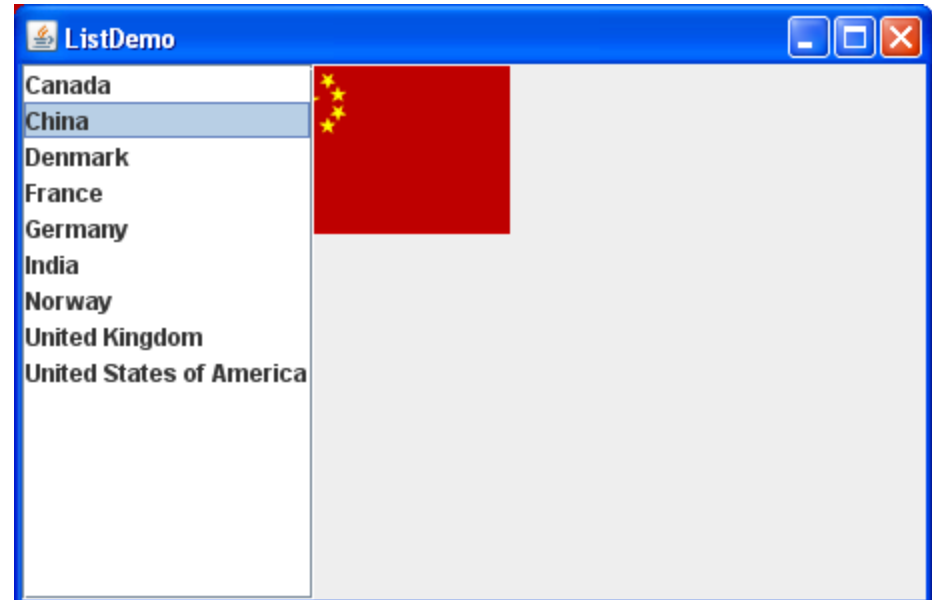 ListDemo
Canada
China
Denmark
France
Germany
India
Norway
United Kingdom
United States of America